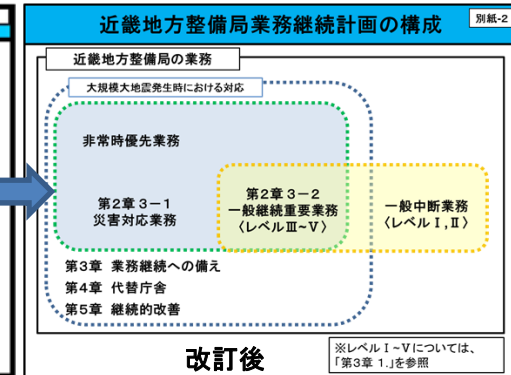 近畿地方整備局業務継続計画の構成
別紙-2
近畿地方整備局の業務
大規模大地震発生時における対応
非常時優先業務
第2章 3－1
災害対応業務
第2章 3－2
一般継続重要業務
〈レベルⅢ~Ⅴ〉
一般中断業務
〈レベルⅠ,Ⅱ〉
第3章 業務継続への備え
第4章 代替庁舎
第5章 継続的改善
改訂後
※レベルⅠ~Ⅴについては、
「第3章 1.」を参照